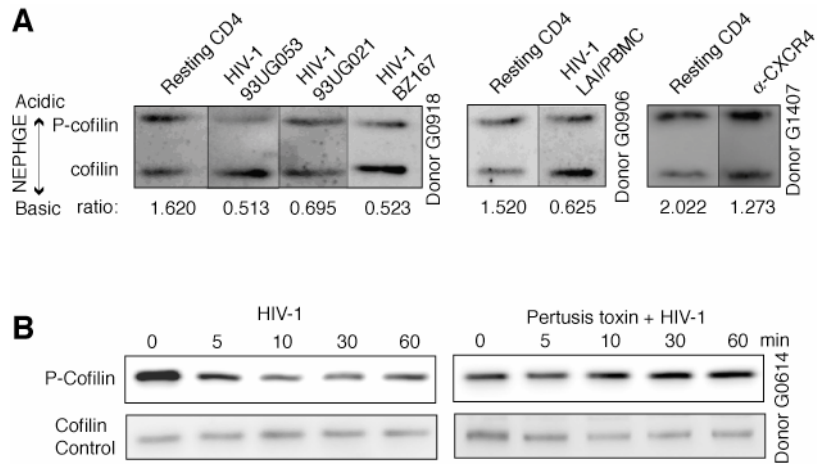 A
Resting CD4
HIV-1
93UG053
HIV-1
93UG021
HIV-1
BZ167
Resting CD4
HIV-1
LAI/PBMC
Resting CD4
α-CXCR4
Acidic
NEPHGE
P-cofilin
cofilin
Basic
Donor G0918
Donor G0906
Donor G1407
ratio: 1.620 0.513 0.695 0.523 1.520 0.625 2.022 1.273
B
HIV-1
Pertusis toxin + HIV-1
0 5 10 30 60 0 5 10 30 60 min
P-Cofilin
Cofilin
Control
Donor G0614